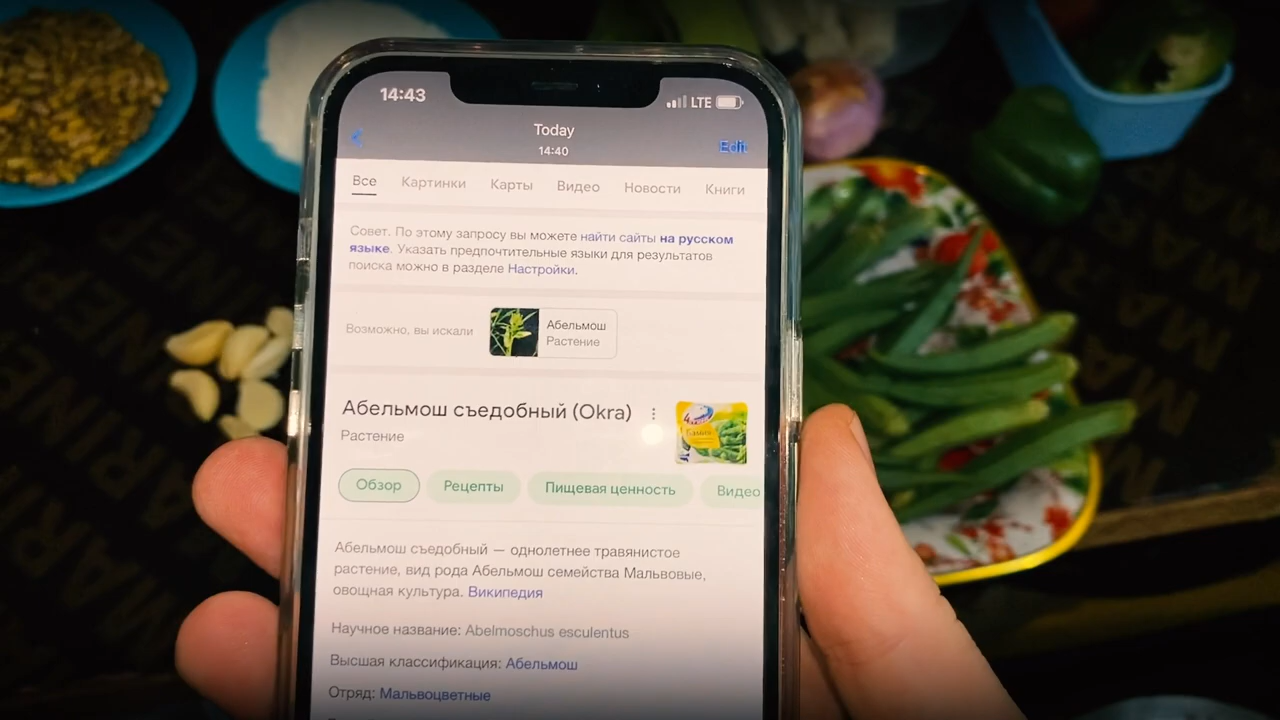 14:43
LTE
Today
14:40
Edit
Все Картинки Карты Видео Новости Книги
Совет. По этому запросу вы можете найти сайты на русском
языке. Указать предпочтительные языки для результатов
поиска можно в разделе Настройки.
Возможно, вы искали
Абельмош
Растение
Абельмош съедобный (Okra)
Растение
Обзор Рецепты Пищевая ценность Видео
Абельмош съедобный — однолетнее травянистое
растение, вид рода Абельмош семейства Мальвовые,
овощная культура. Википедия
Научное название: Abelmoschus esculentus
Высшая классификация: Абельмош
Отряд: Мальвоцветные
MARINER
MARINER